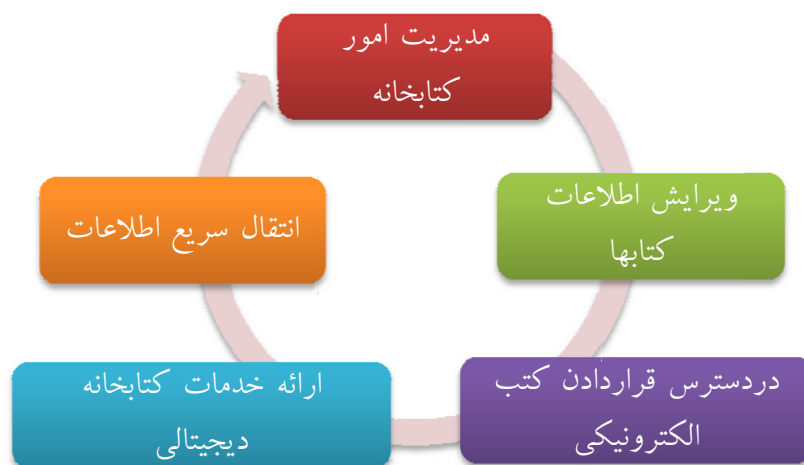 مدیریت امور
کتابخانه
ویرایش اطلاعات
کتابها
دردسترس قراردادن کتب
الکترونیکی
ارائه خدمات کتابخانه
دیجیتالی
انتقال سریع اطلاعات